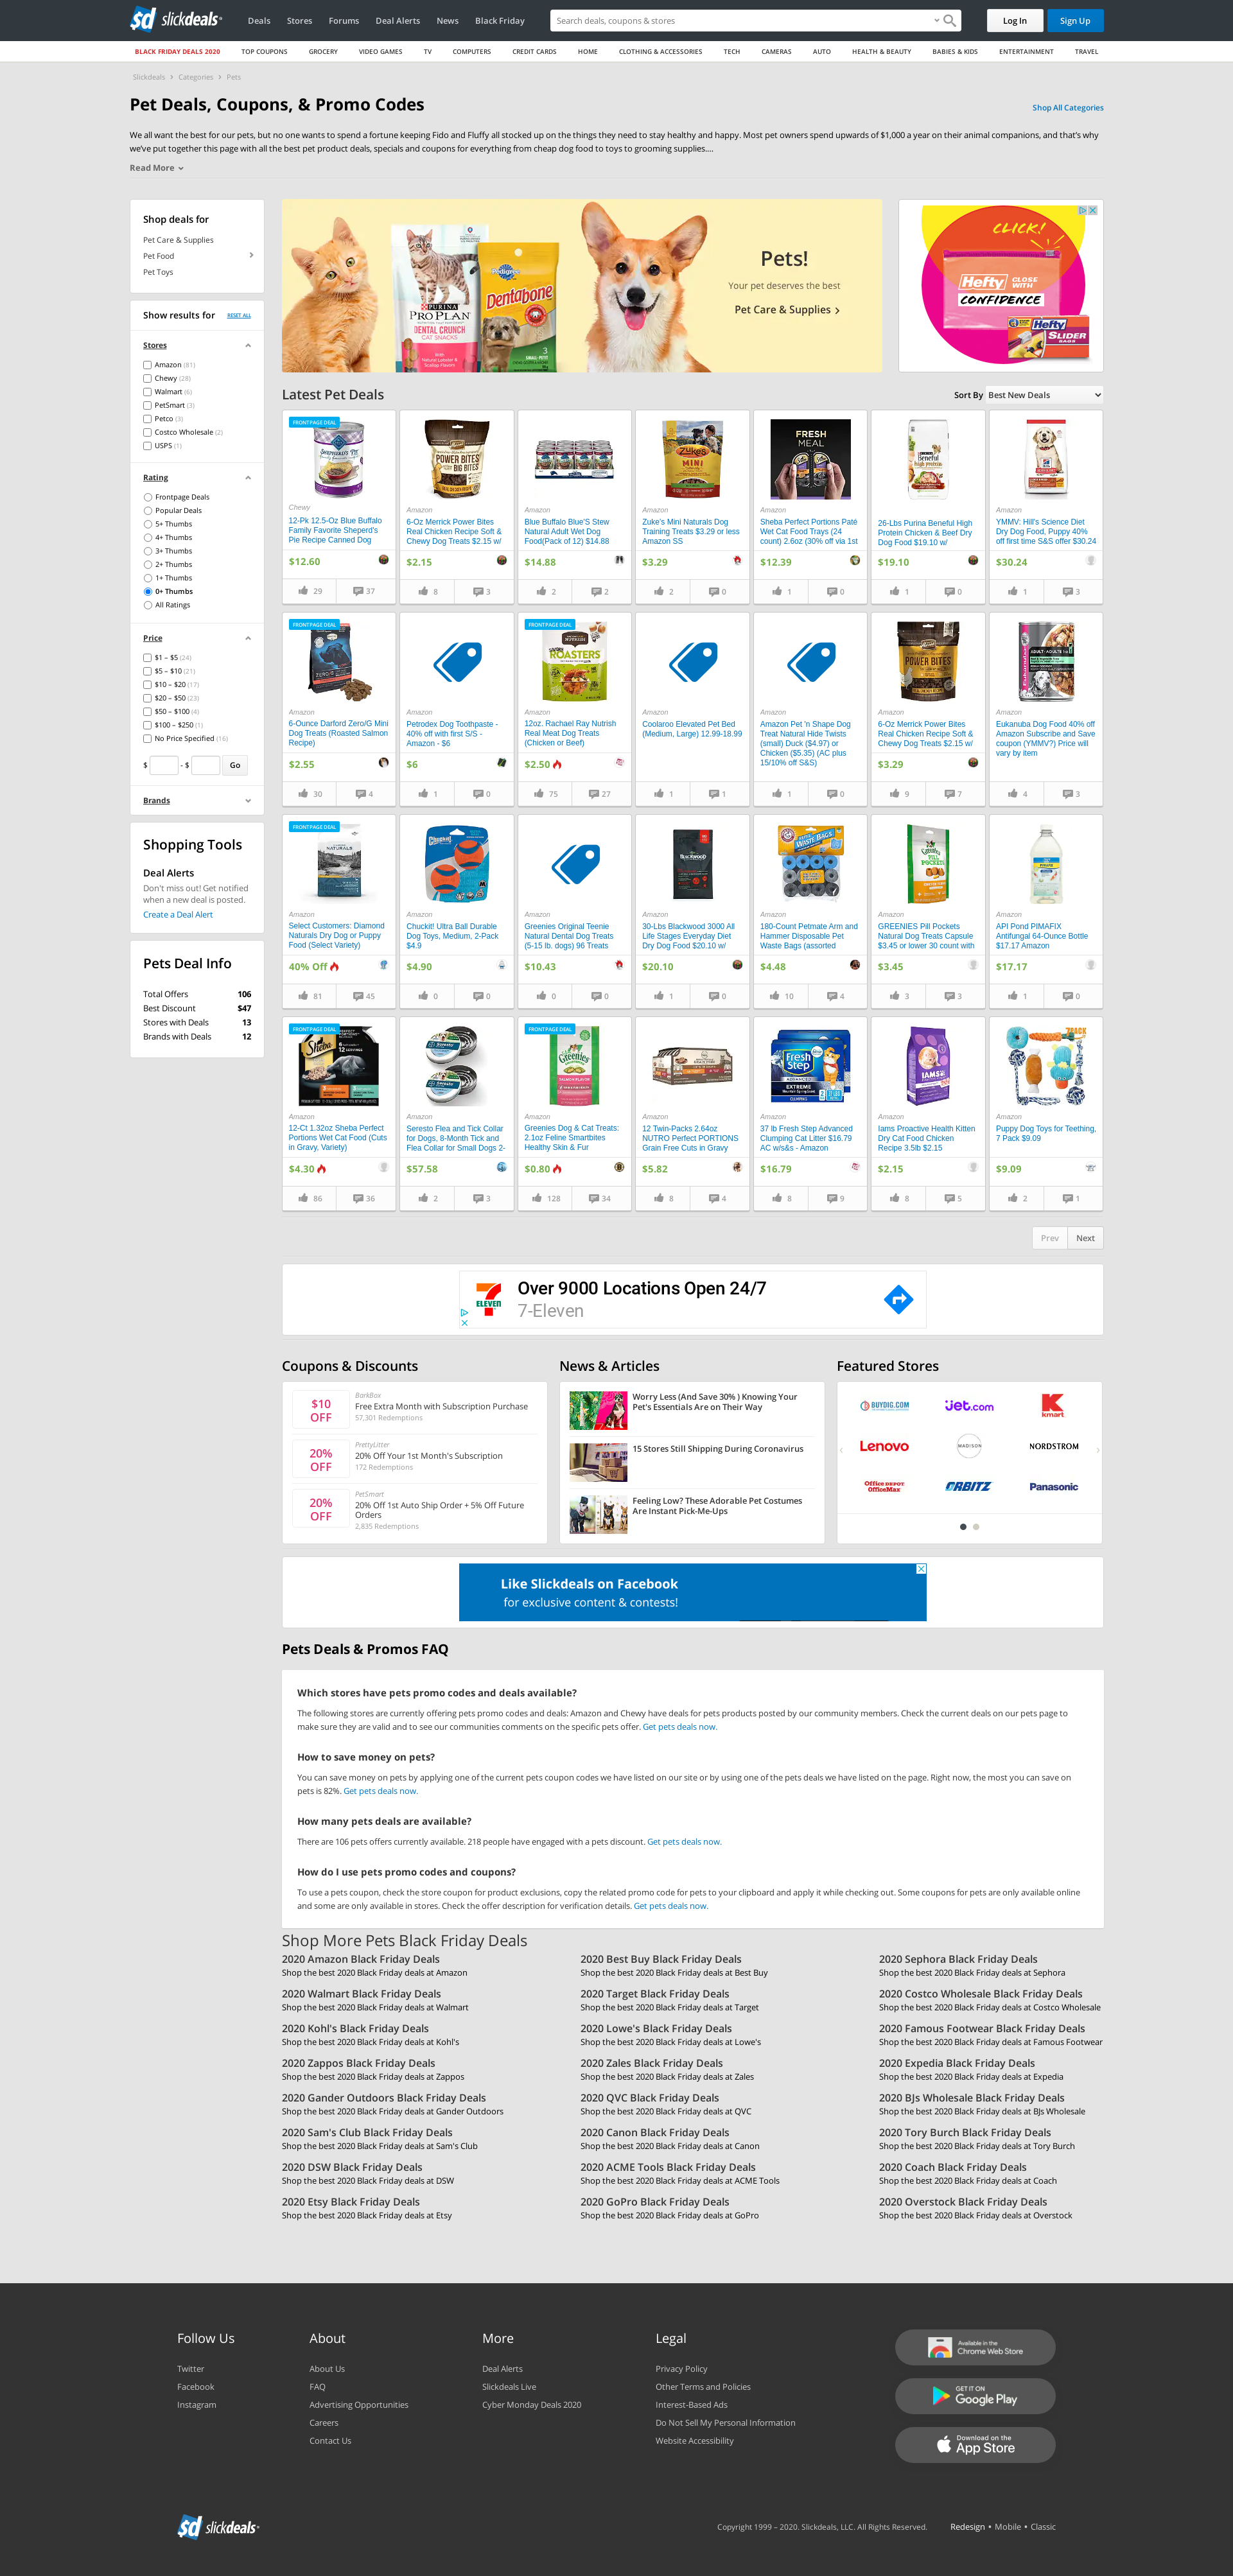 slickdeals
Deals
Stores
Forums
Deal Alerts
News
Black Friday
Search deals, coupons & stores
Log In
Sign Up
BLACK FRIDAY DEALS 2020
TOP COUPONS
GROCERY
VIDEO GAMES
TV
COMPUTERS
CREDIT CARDS
HOME
CLOTHING & ACCESSORIES
TECH
CAMERAS
AUTO
HEALTH & BEAUTY
BABIES & KIDS
ENTERTAINMENT
TRAVEL
Slickdeals > Categories > Pets
Pet Deals, Coupons, & Promo Codes
Shop All Categories
We all want the best for our pets, but no one wants to spend a fortune keeping Fido and Fluffy all stocked up on the things they need to stay healthy and happy. Most pet owners spend upwards of $1,000 a year on their animal companions, and that's why
we've put together this page with all the best pet product deals, specials and coupons for everything from cheap dog food to toys to grooming supplies....
Read More
Shop deals for
Pet Care & Supplies
Pet Food
Pet Toys
Show results for
RESET ALL
Stores
Amazon (81)
Chewy (28)
Walmart (6)
PetSmart (3)
Petco (3)
Costco Wholesale (2)
USPS (1)
Rating
Frontpage Deals
Popular Deals
5+ Thumbs
4+ Thumbs
3+ Thumbs
2+ Thumbs
1+ Thumbs
0+ Thumbs
All Ratings
Price
$1 – $5 (24)
$5 – $10 (21)
$10 – $20 (17)
$20 – $50 (23)
$50 – $100 (4)
$100 – $250 (1)
No Price Specified (16)
$ - $ Go
Brands
Shopping Tools
Deal Alerts
Don't miss out! Get notified
when a new deal is posted.
Create a Deal Alert
Pets Deal Info
Total Offers 106
Best Discount $47
Stores with Deals 13
Brands with Deals 12
PURINA
PRO PLAN
DENTAL CRUNCH
CAT SNACKS
Pedigree
Dentabone
Pets!
Your pet deserves the best
Pet Care & Supplies
CLICK!
Hefty
CLOSE WITH
CONFIDENCE
Hefty
SLIDER
BAGS
Latest Pet Deals
Sort By Best New Deals
FRONTPAGE DEAL
Chewy
12-Pk 12.5-Oz Blue Buffalo
Family Favorite Sheperd's
Pie Recipe Canned Dog
$12.60
29 37
Amazon
6-Oz Merrick Power Bites
Real Chicken Recipe Soft &
Chewy Dog Treats $2.15 w/
$2.15
8 3
Amazon
Blue Buffalo Blue'S Stew
Natural Adult Wet Dog
Food(Pack of 12) $14.88
$14.88
2 2
Amazon
Zuke's Mini Naturals Dog
Training Treats $3.29 or less
Amazon SS
$3.29
2 0
FRESH
MEAL
Amazon
Sheba Perfect Portions Paté
Wet Cat Food Trays (24
count) 2.6oz (30% off via 1st
$12.39
1 0
26-Lbs Purina Beneful High
Protein Chicken & Beef Dry
Dog Food $19.10 w/
$19.10
1 0
Amazon
YMMV: Hill's Science Diet
Dry Dog Food, Puppy 40%
off first time S&S offer $30.24
$30.24
1 3
FRONTPAGE DEAL
Amazon
6-Ounce Darford Zero/G Mini
Dog Treats (Roasted Salmon
Recipe)
$2.55
30 4
Amazon
Petrodex Dog Toothpaste -
40% off with first S/S -
Amazon - $6
$6
1 0
FRONTPAGE DEAL
Amazon
12oz. Rachael Ray Nutrish
Real Meat Dog Treats
(Chicken or Beef)
$2.50
75 27
Amazon
Coolaroo Elevated Pet Bed
(Medium, Large) 12.99-18.99
1 1
Amazon
Amazon Pet 'n Shape Dog
Treat Natural Hide Twists
(small) Duck ($4.97) or
Chicken ($5.35) (AC plus
15/10% off S&S)
1 0
Amazon
6-Oz Merrick Power Bites
Real Chicken Recipe Soft &
Chewy Dog Treats $2.15 w/
$3.29
9 7
Amazon
Eukanuba Dog Food 40% off
Amazon Subscribe and Save
coupon (YMMV?) Price will
vary by item
4 3
FRONTPAGE DEAL
Amazon
Select Customers: Diamond
Naturals Dry Dog or Puppy
Food (Select Variety)
40% Off
81 45
Amazon
Chuckit! Ultra Ball Durable
Dog Toys, Medium, 2-Pack
$4.9
$4.90
0 0
Amazon
Greenies Original Teenie
Natural Dental Dog Treats
(5-15 lb. dogs) 96 Treats
$10.43
0 0
Amazon
30-Lbs Blackwood 3000 All
Life Stages Everyday Diet
Dry Dog Food $20.10 w/
$20.10
1 0
Amazon
180-Count Petmate Arm and
Hammer Disposable Pet
Waste Bags (assorted
$4.48
10 4
Amazon
GREENIES Pill Pockets
Natural Dog Treats Capsule
$3.45 or lower 30 count with
$3.45
3 3
Amazon
API Pond PIMAFIX
Antifungal 64-Ounce Bottle
$17.17 Amazon
$17.17
1 0
FRONTPAGE DEAL
Amazon
12-Ct 1.32oz Sheba Perfect
Portions Wet Cat Food (Cuts
in Gravy, Variety)
$4.30
86 36
Amazon
Seresto Flea and Tick Collar
for Dogs, 8-Month Tick and
Flea Collar for Small Dogs 2-
$57.58
2 3
FRONTPAGE DEAL
Amazon
Greenies Dog & Cat Treats:
2.1oz Feline Smartbites
Healthy Skin & Fur
$0.80
128 34
Amazon
12 Twin-Packs 2.64oz
NUTRO Perfect PORTIONS
Grain Free Cuts in Gravy
$5.82
8 4
Amazon
37 lb Fresh Step Advanced
Clumping Cat Litter $16.79
AC w/s&s - Amazon
$16.79
8 9
Amazon
Iams Proactive Health Kitten
Dry Cat Food Chicken
Recipe 3.5lb $2.15
$2.15
8 5
7 PACK
Amazon
Puppy Dog Toys for Teething,
7 Pack $9.09
$9.09
2 1
Prev Next
7 ELEVEN
Over 9000 Locations Open 24/7
7-Eleven
Coupons & Discounts
$10
OFF
BarkBox
Free Extra Month with Subscription Purchase
57,301 Redemptions
20%
OFF
PrettyLitter
20% Off Your 1st Month's Subscription
172 Redemptions
20%
OFF
PetSmart
20% Off 1st Auto Ship Order + 5% Off Future
Orders
2,835 Redemptions
News & Articles
Worry Less (And Save 30% ) Knowing Your
Pet's Essentials Are on Their Way
15 Stores Still Shipping During Coronavirus
Feeling Low? These Adorable Pet Costumes
Are Instant Pick-Me-Ups
Featured Stores
BUYDIG.COM
Jet.com
kmart
Lenovo
MADISON
NORDSTROM
Office DEPOT
OfficeMax
ORBITZ
Panasonic
Like Slickdeals on Facebook
for exclusive content & contests!
Pets Deals & Promos FAQ
Which stores have pets promo codes and deals available?
The following stores are currently offering pets promo codes and deals: Amazon and Chewy have deals for pets products posted by our community members. Check the current deals on our pets page to
make sure they are valid and to see our communities comments on the specific pets offer. Get pets deals now.
How to save money on pets?
You can save money on pets by applying one of the current pets coupon codes we have listed on our site or by using one of the pets deals we have listed on the page. Right now, the most you can save on
pets is 82%. Get pets deals now.
How many pets deals are available?
There are 106 pets offers currently available. 218 people have engaged with a pets discount. Get pets deals now.
How do I use pets promo codes and coupons?
To use a pets coupon, check the store coupon for product exclusions, copy the related promo code for pets to your clipboard and apply it while checking out. Some coupons for pets are only available online
and some are only available in stores. Check the offer description for verification details. Get pets deals now.
Shop More Pets Black Friday Deals
2020 Amazon Black Friday Deals
Shop the best 2020 Black Friday deals at Amazon
2020 Best Buy Black Friday Deals
Shop the best 2020 Black Friday deals at Best Buy
2020 Sephora Black Friday Deals
Shop the best 2020 Black Friday deals at Sephora
2020 Walmart Black Friday Deals
Shop the best 2020 Black Friday deals at Walmart
2020 Target Black Friday Deals
Shop the best 2020 Black Friday deals at Target
2020 Costco Wholesale Black Friday Deals
Shop the best 2020 Black Friday deals at Costco Wholesale
2020 Kohl's Black Friday Deals
Shop the best 2020 Black Friday deals at Kohl's
2020 Lowe's Black Friday Deals
Shop the best 2020 Black Friday deals at Lowe's
2020 Famous Footwear Black Friday Deals
Shop the best 2020 Black Friday deals at Famous Footwear
2020 Zappos Black Friday Deals
Shop the best 2020 Black Friday deals at Zappos
2020 Zales Black Friday Deals
Shop the best 2020 Black Friday deals at Zales
2020 Expedia Black Friday Deals
Shop the best 2020 Black Friday deals at Expedia
2020 Gander Outdoors Black Friday Deals
Shop the best 2020 Black Friday deals at Gander Outdoors
2020 QVC Black Friday Deals
Shop the best 2020 Black Friday deals at QVC
2020 BJs Wholesale Black Friday Deals
Shop the best 2020 Black Friday deals at BJs Wholesale
2020 Sam's Club Black Friday Deals
Shop the best 2020 Black Friday deals at Sam's Club
2020 Canon Black Friday Deals
Shop the best 2020 Black Friday deals at Canon
2020 Tory Burch Black Friday Deals
Shop the best 2020 Black Friday deals at Tory Burch
2020 DSW Black Friday Deals
Shop the best 2020 Black Friday deals at DSW
2020 ACME Tools Black Friday Deals
Shop the best 2020 Black Friday deals at ACME Tools
2020 Coach Black Friday Deals
Shop the best 2020 Black Friday deals at Coach
2020 Etsy Black Friday Deals
Shop the best 2020 Black Friday deals at Etsy
2020 GoPro Black Friday Deals
Shop the best 2020 Black Friday deals at GoPro
2020 Overstock Black Friday Deals
Shop the best 2020 Black Friday deals at Overstock
Follow Us
Twitter
Facebook
Instagram
About
About Us
FAQ
Advertising Opportunities
Careers
Contact Us
More
Deal Alerts
Slickdeals Live
Cyber Monday Deals 2020
Legal
Privacy Policy
Other Terms and Policies
Interest-Based Ads
Do Not Sell My Personal Information
Website Accessibility
Available in the
Chrome Web Store
GET IT ON
Google Play
Download on the
App Store
slickdeals
Copyright 1999 – 2020. Slickdeals, LLC. All Rights Reserved.
Redesign • Mobile • Classic